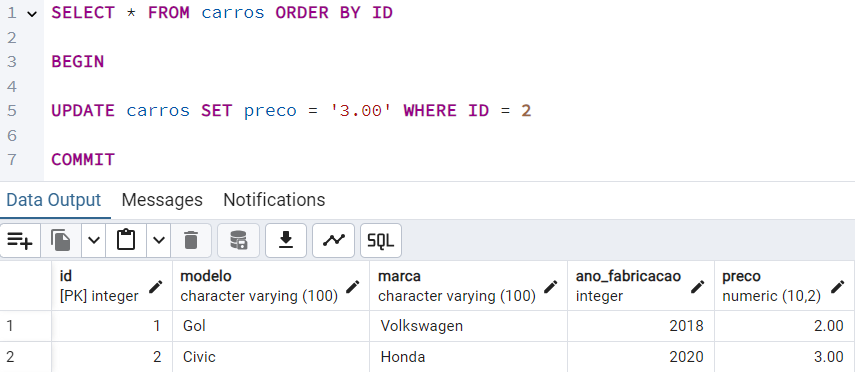 1 SELECT * FROM carros ORDER BY ID
2
3 BEGIN
4
5 UPDATE carros SET preco = '3.00' WHERE ID = 2
6
7 COMMIT
Data Output Messages Notifications
SQL
id modelo marca ano_fabricacao preco
[PK] integer character varying (100) character varying (100) integer numeric (10,2)
1 1 Gol Volkswagen 2018 2.00
2 2 Civic Honda 2020 3.00